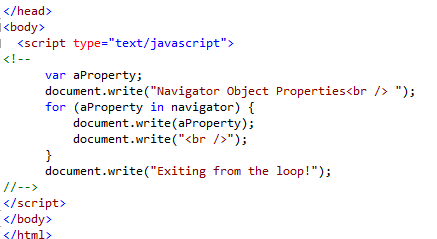 </head>
<body>
  <script type="text/javascript">
<!--
      var aProperty;
      document.write("Navigator Object Properties<br /> ");
      for (aProperty in navigator) {
          document.write(aProperty);
          document.write("<br />");
      }
      document.write("Exiting from the loop!");
//-->
</script>
</body>
</html>